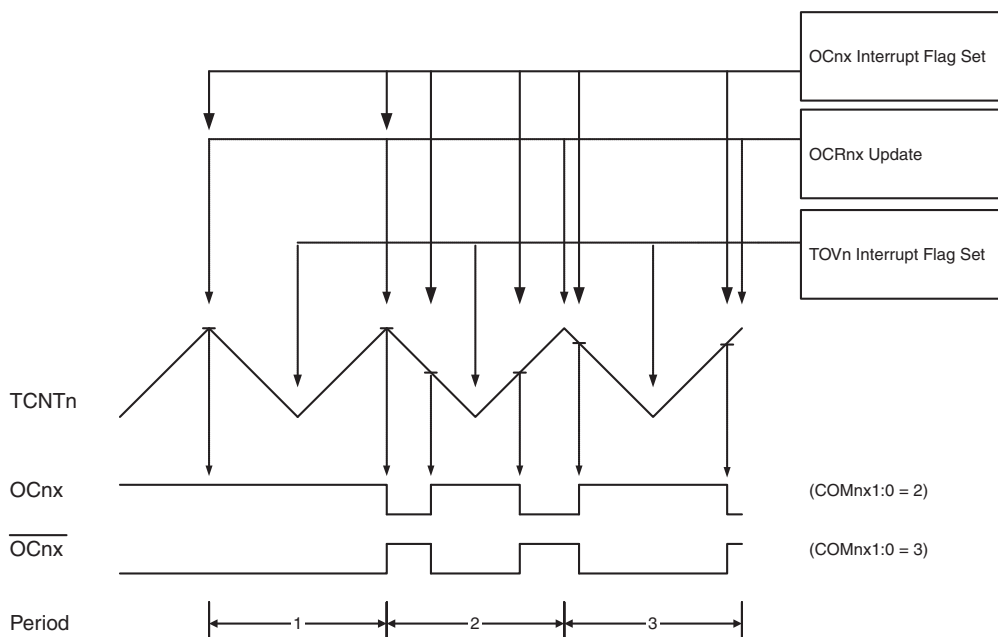 OCnx Interrupt Flag Set
OCRnx Update
TOVn Interrupt Flag Set
TCNTn
OCnx
(COMnx1:0 = 2)
OCnx
(COMnx1:0 = 3)
Period
1
2
3